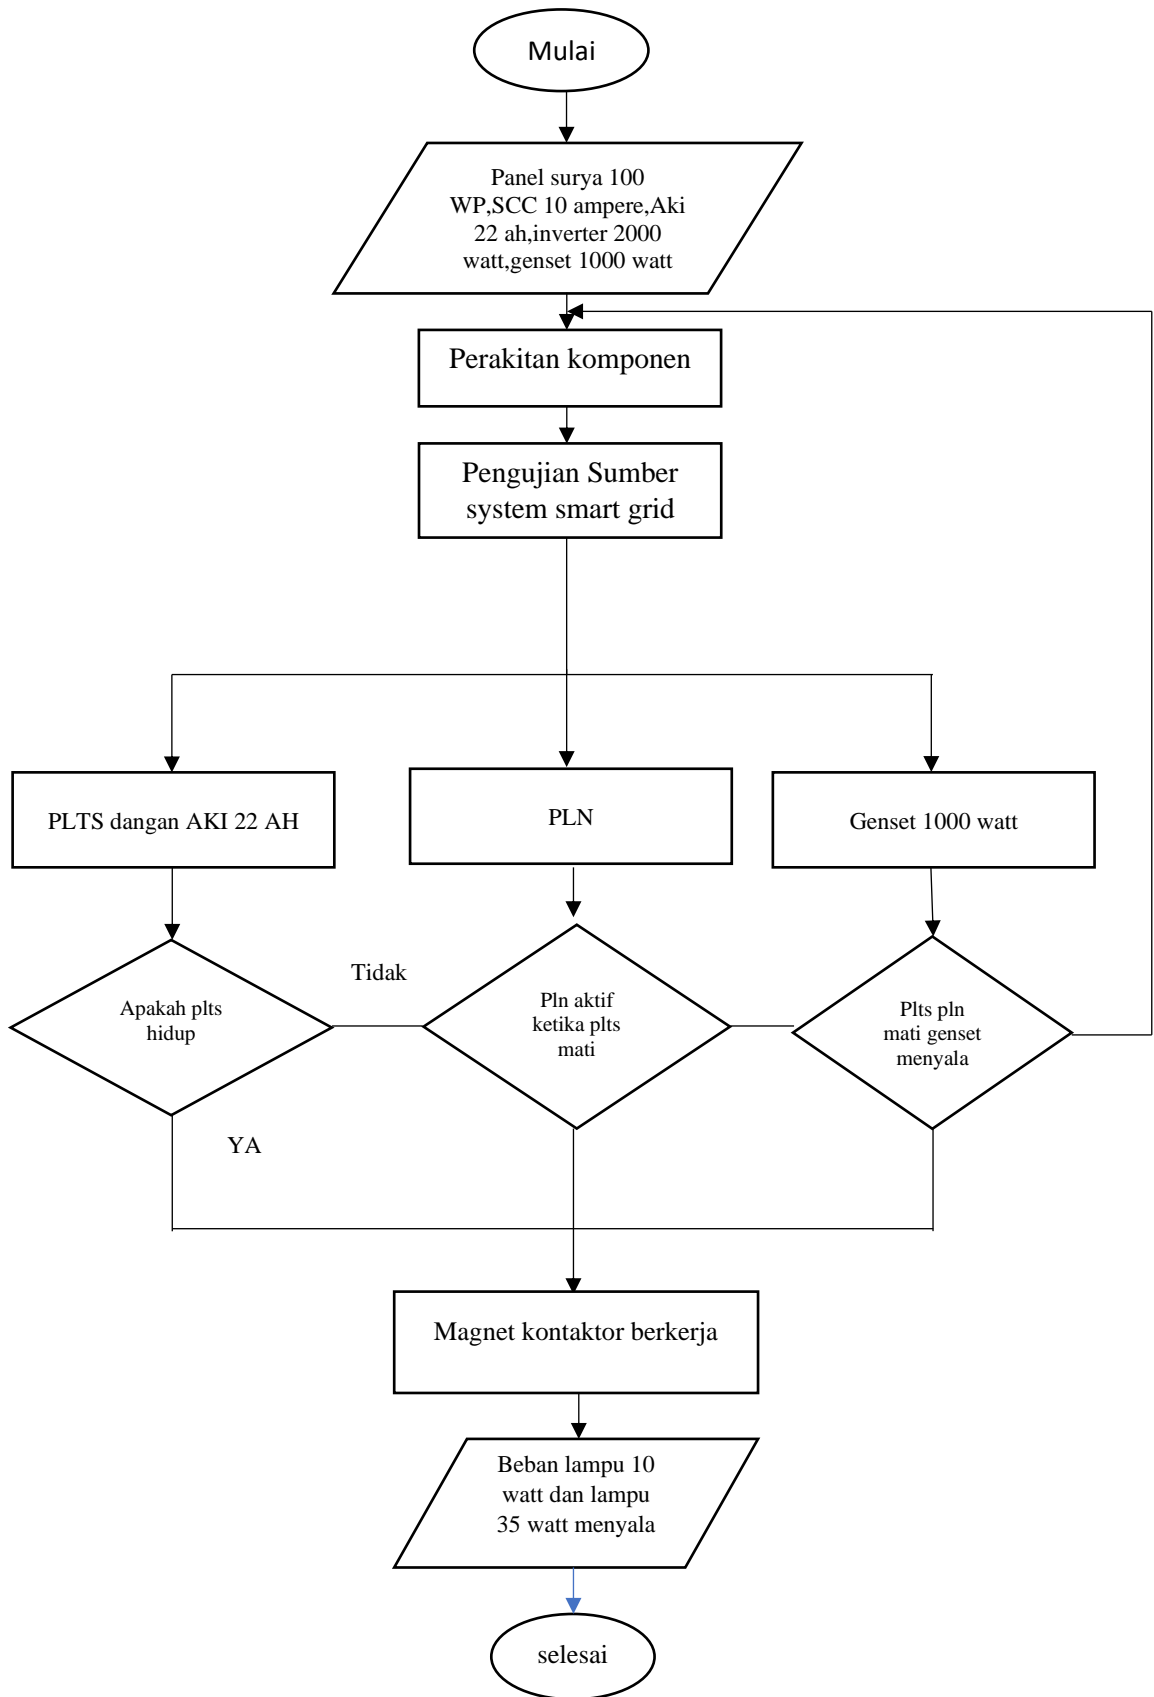 Mulai
Panel surya 100
WP,SCC 10 ampere,Aki
22 ah,inverter 2000
watt,genset 1000 watt
Perakitan komponen
Pengujian Sumber
system smart grid
PLTS dangan AKI 22 AH
PLN
Genset 1000 watt
Apakah plts
hidup
Tidak
Pln aktif
ketika plts
mati
Plts pln
mati genset
menyala
YA
Magnet kontaktor berkerja
Beban lampu 10
watt dan lampu
35 watt menyala
selesai